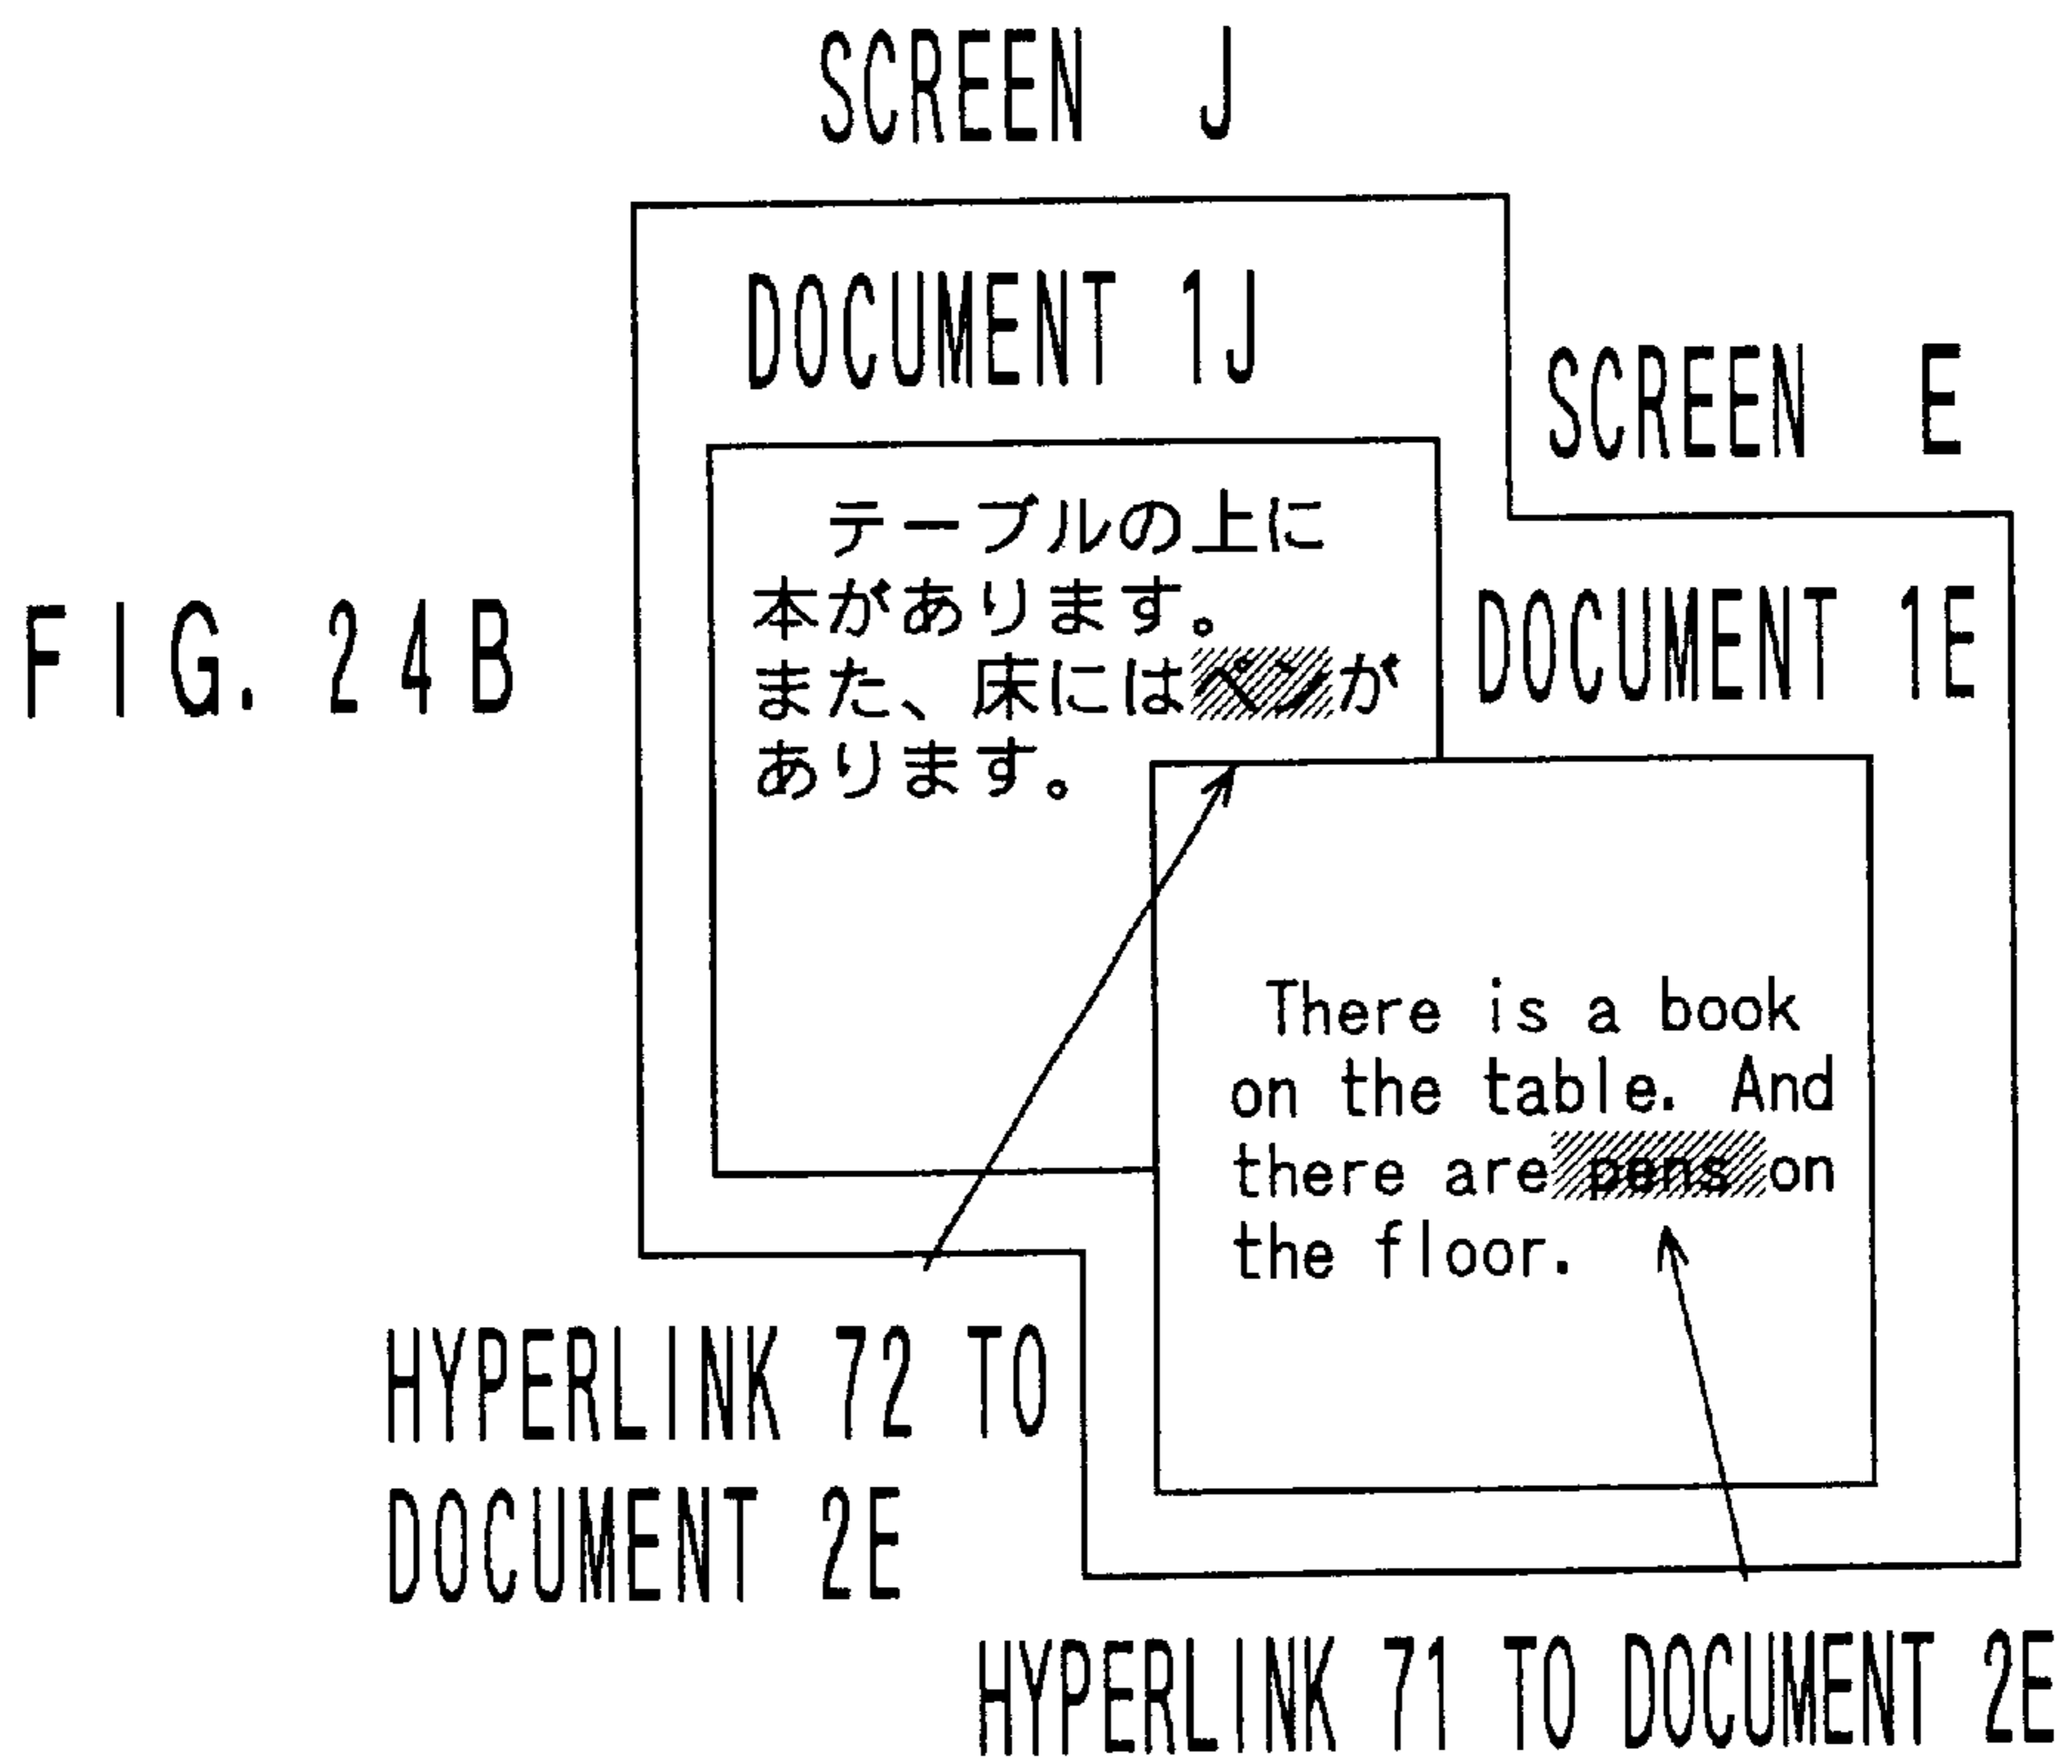 SCREEN J
DOCUMENT 1J
SCREEN E
テーブルの上に
本があります。
また、床にはペンが
あります。
FIG. 24B
DOCUMENT 1E
There is a book
on the table. And
there are pens on
the floor.
HYPERLINK 72 TO
DOCUMENT 2E
HYPERLINK 71 TO DOCUMENT 2E